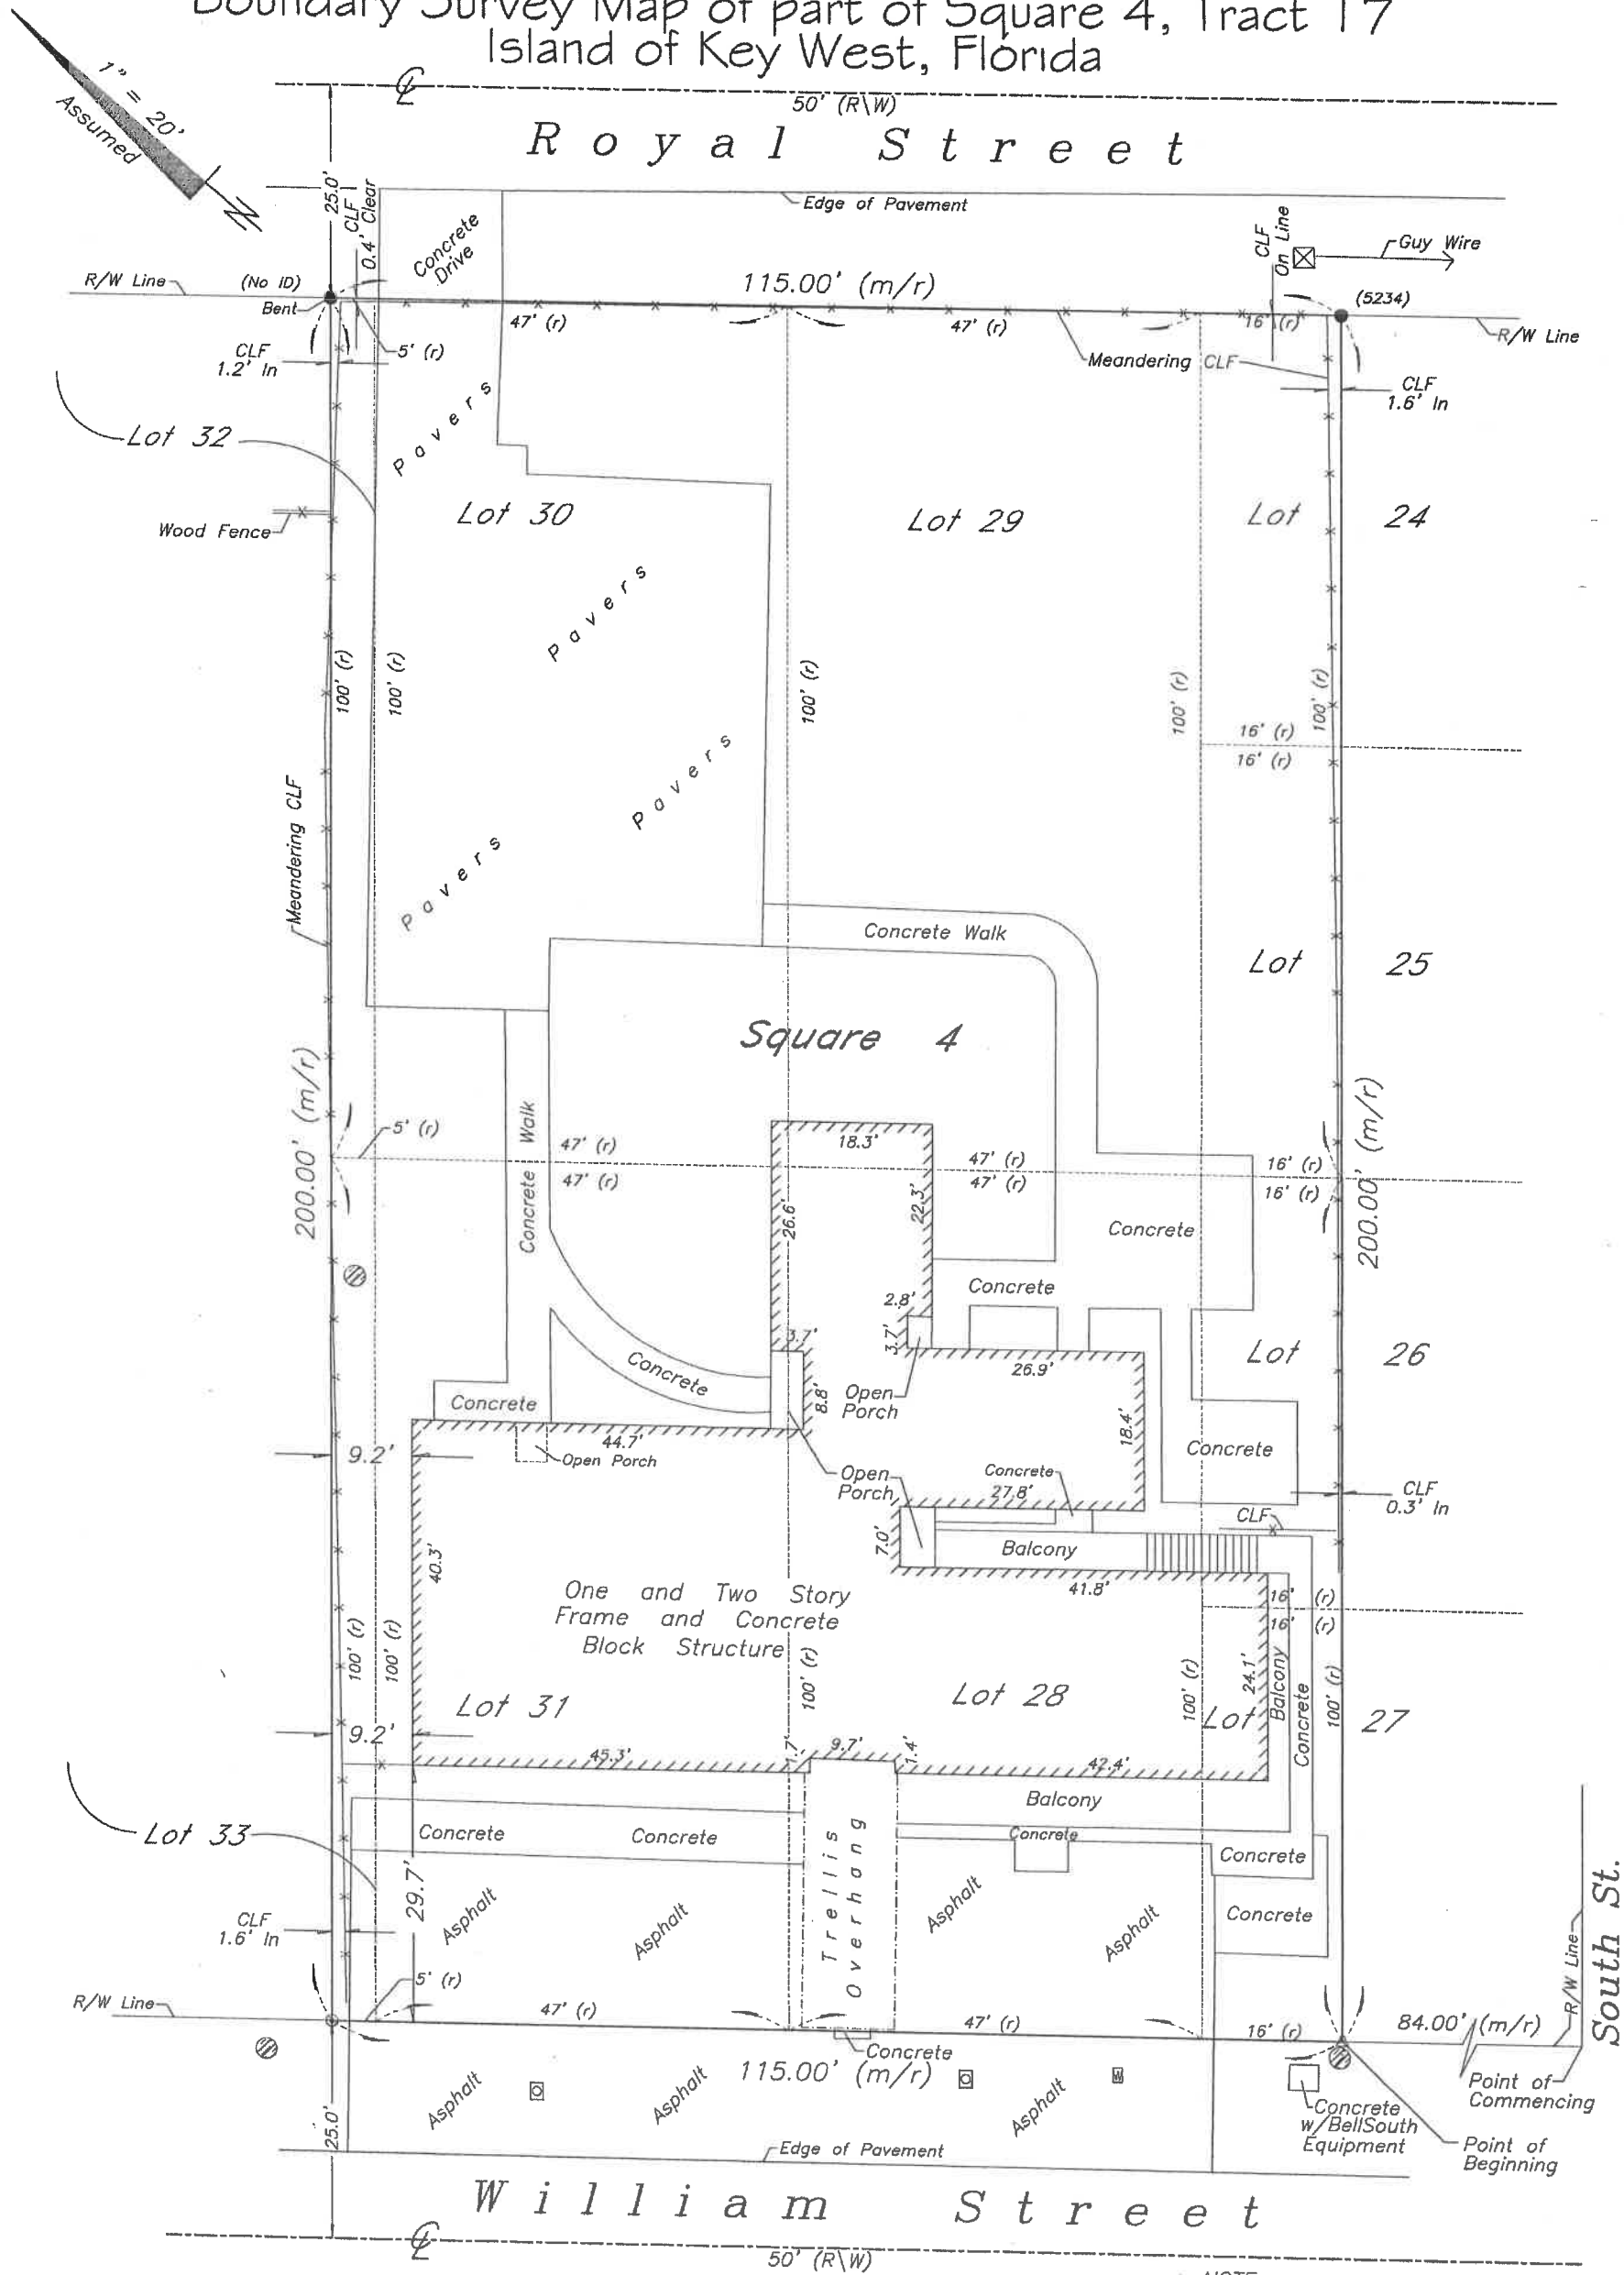 Boundary Survey Map of part of Square 4, Tract 17
Island of Key West, Florida
1" = 20'
Assumed
N
℄
50' (R\W)
Royal Street
25.0'
CLF
0.4' Clear
Concrete
Drive
Edge of Pavement
CLF
On Line
Guy Wire
R/W Line
(No ID)
Bent
115.00' (m/r)
(5234)
R/W Line
47' (r)
47' (r)
16' (r)
5' (r)
CLF
1.2' In
Meandering CLF
CLF
1.6' In
Pavers
Lot 32
Lot 30
Lot 29
Lot 24
Wood Fence
Pavers
100' (r)
100' (r)
100' (r)
100' (r)
100' (r)
16' (r)
16' (r)
Pavers
Meandering CLF
Pavers
Concrete Walk
Lot 25
Square 4
200.00' (m/r)
200.00' (m/r)
5' (r)
Concrete Walk
47' (r)
47' (r)
18.3'
47' (r)
47' (r)
16' (r)
16' (r)
26.6'
22.3'
Concrete
Concrete
2.8'
3.7'
3.7'
26.9'
Lot 26
Concrete
8.8'
Open
Porch
Concrete
18.4'
9.2'
44.7'
Open Porch
Concrete
Open
Porch
Concrete
27.8'
CLF
0.3' In
CLF
7.0'
Balcony
40.3'
41.8'
One and Two Story
Frame and Concrete
Block Structure
16' (r)
16' (r)
100' (r)
100' (r)
100' (r)
100' (r)
24.1'
Balcony
Concrete
100' (r)
Lot 31
Lot 28
Lot 27
9.2'
45.3'
1.7'
9.7'
1.4'
42.4'
Balcony
Lot 33
Concrete
Concrete
Concrete
Concrete
29.7'
Trellis
Overhang
Asphalt
Asphalt
Asphalt
Asphalt
Concrete
CLF
1.6' In
R/W Line
South St.
5' (r)
R/W Line
47' (r)
47' (r)
16' (r)
84.00' (m/r)
Concrete
115.00' (m/r)
W
Asphalt
Asphalt
Asphalt
Point of
Commencing
Concrete
w/BellSouth
Equipment
Point of
Beginning
25.0'
Edge of Pavement
William Street
℄
50' (R\W)
NOTE